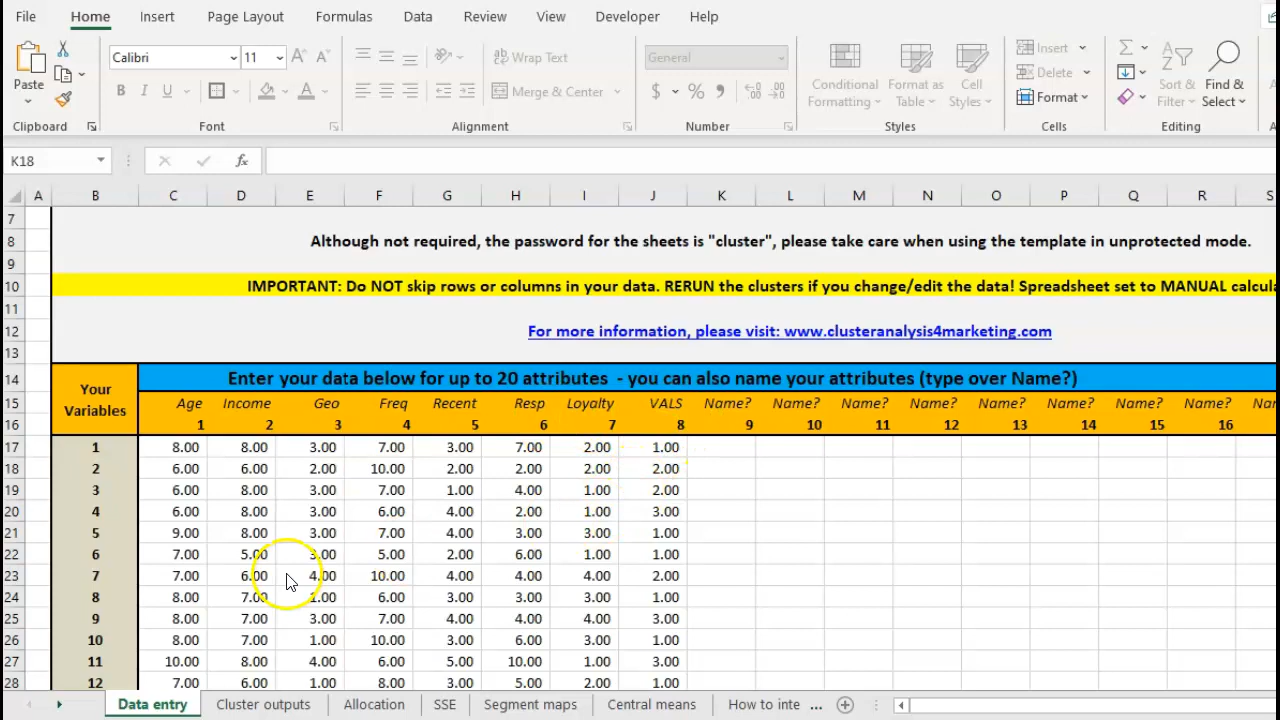 File Home Insert Page Layout Formulas Data Review View Developer Help
Calibri 11 A A Wrap Text General Insert
Paste B I U A Merge & Center $ % Conditional Formatting Format as Table Cell Styles Delete Format Sort & Filter Find & Select
Clipboard Font Alignment Number Styles Cells Editing
K18 fx
A B C D E F G H I J K L M N O P Q R S
7
8 Although not required, the password for the sheets is "cluster", please take care when using the template in unprotected mode.
9
10 IMPORTANT: Do NOT skip rows or columns in your data. RERUN the clusters if you change/edit the data! Spreadsheet set to MANUAL calcula
11
12 For more information, please visit: www.clusteranalysis4marketing.com
13
14 Your Variables Enter your data below for up to 20 attributes - you can also name your attributes (type over Name?)
15 Age Income Geo Freq Recent Resp Loyalty VALS Name? Name? Name? Name? Name? Name? Name? Name?
16 1 2 3 4 5 6 7 8 9 10 11 12 13 14 15 16
17 1 8.00 8.00 3.00 7.00 3.00 7.00 2.00 1.00
18 2 6.00 6.00 2.00 10.00 2.00 2.00 2.00 2.00
19 3 6.00 8.00 3.00 7.00 1.00 4.00 1.00 2.00
20 4 6.00 8.00 3.00 6.00 4.00 2.00 1.00 3.00
21 5 9.00 8.00 3.00 7.00 4.00 3.00 3.00 1.00
22 6 7.00 5.00 3.00 5.00 2.00 6.00 1.00 1.00
23 7 7.00 6.00 4.00 10.00 4.00 4.00 4.00 2.00
24 8 8.00 7.00 1.00 6.00 3.00 3.00 3.00 1.00
25 9 8.00 7.00 3.00 7.00 4.00 4.00 4.00 3.00
26 10 8.00 7.00 1.00 10.00 3.00 6.00 3.00 1.00
27 11 10.00 8.00 4.00 6.00 5.00 10.00 1.00 3.00
28 12 7.00 6.00 1.00 8.00 3.00 5.00 2.00 1.00
Data entry Cluster outputs Allocation SSE Segment maps Central means How to inte ...